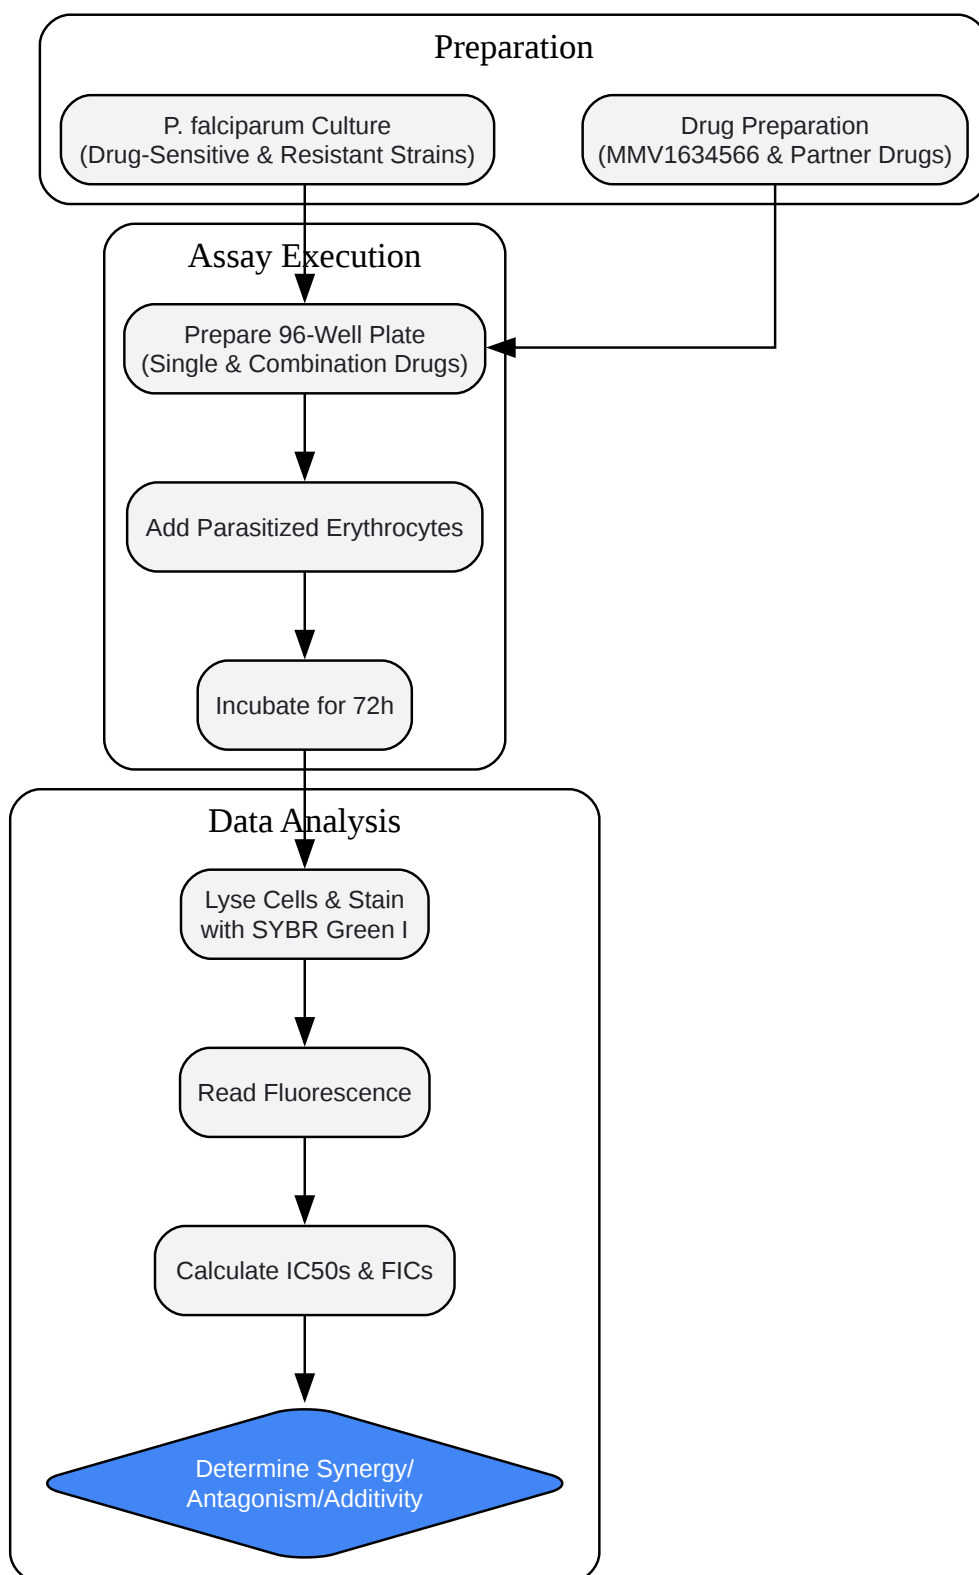 Preparation
P. falciparum Culture
(Drug-Sensitive & Resistant Strains)
Drug Preparation
(MMV1634566 & Partner Drugs)
Assay Execution
Prepare 96-Well Plate
(Single & Combination Drugs)
Add Parasitized Erythrocytes
Incubate for 72h
Data Analysis
Lyse Cells & Stain
with SYBR Green I
Read Fluorescence
Calculate IC50s & FICs
Determine Synergy/
Antagonism/Additivity